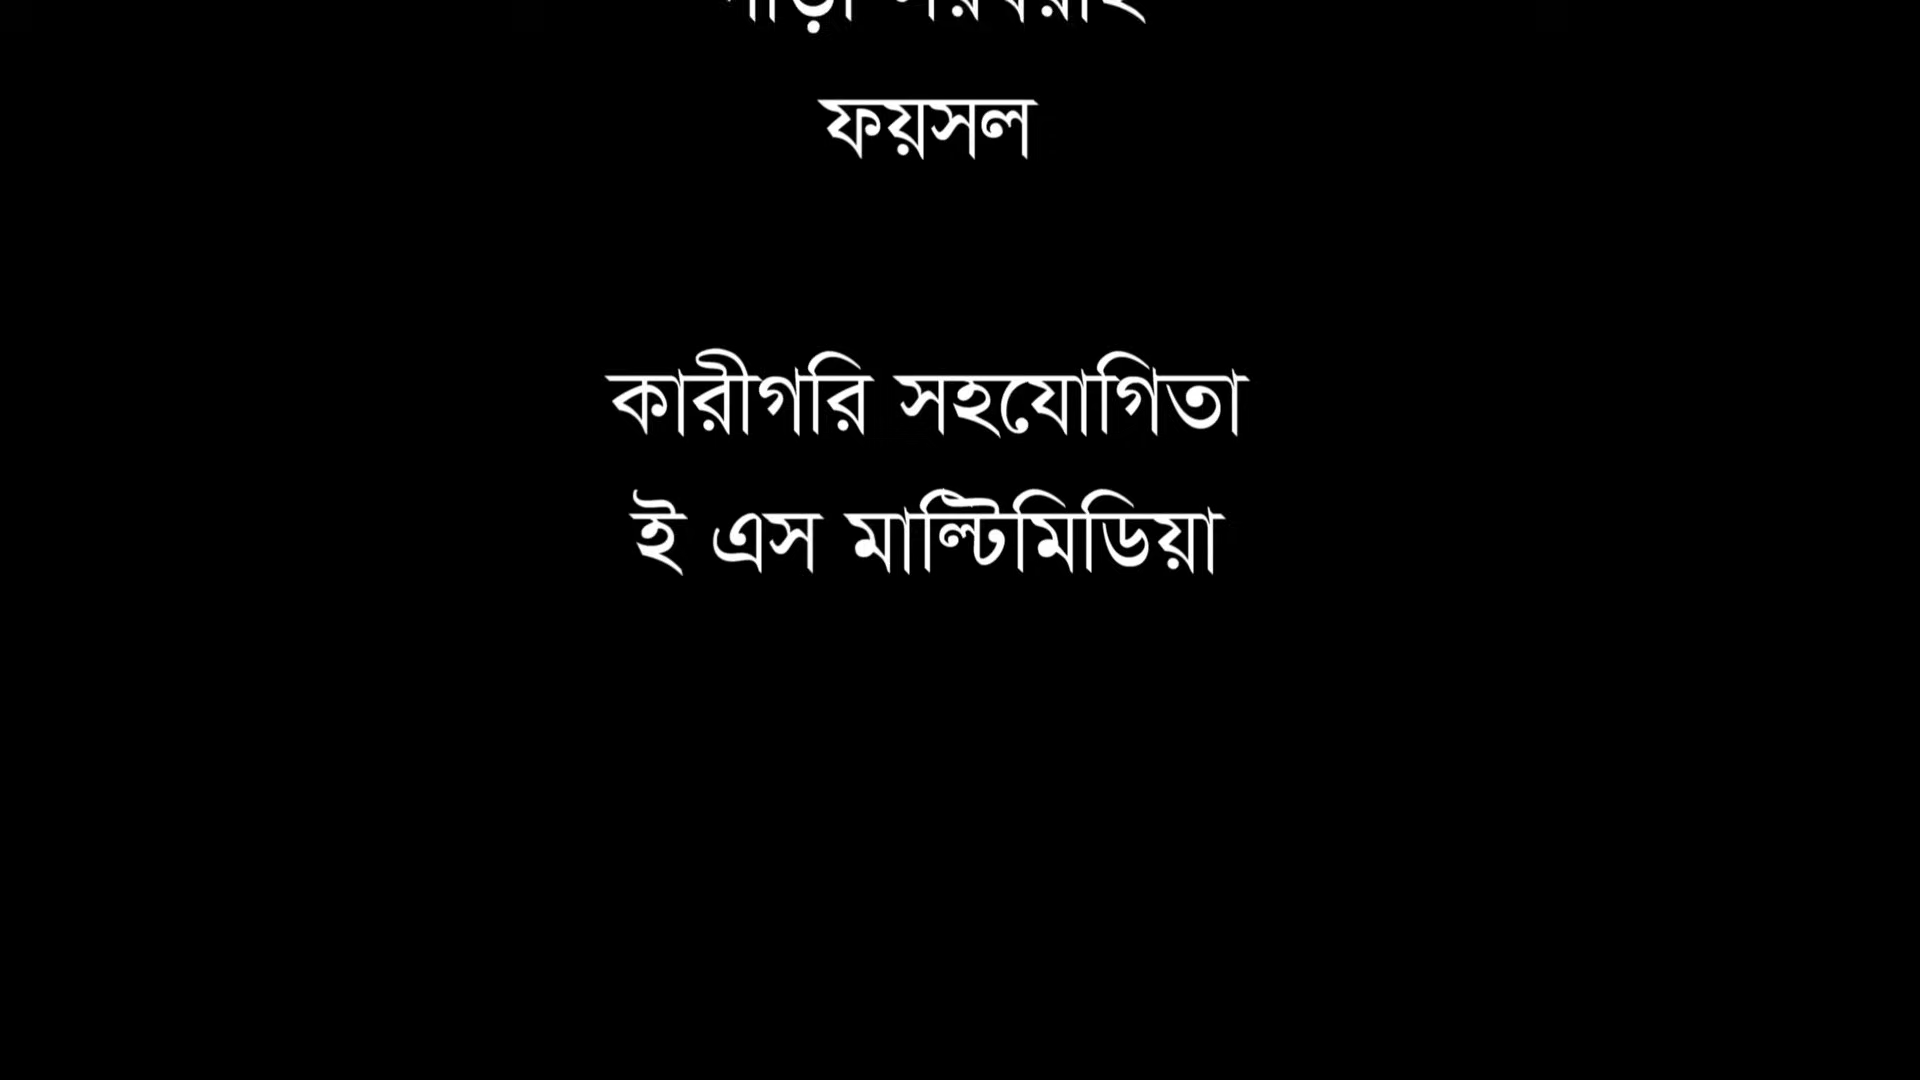 ফয়সল
কারীগরি সহযোগিতা
ই এস মাল্টিমিডিয়া